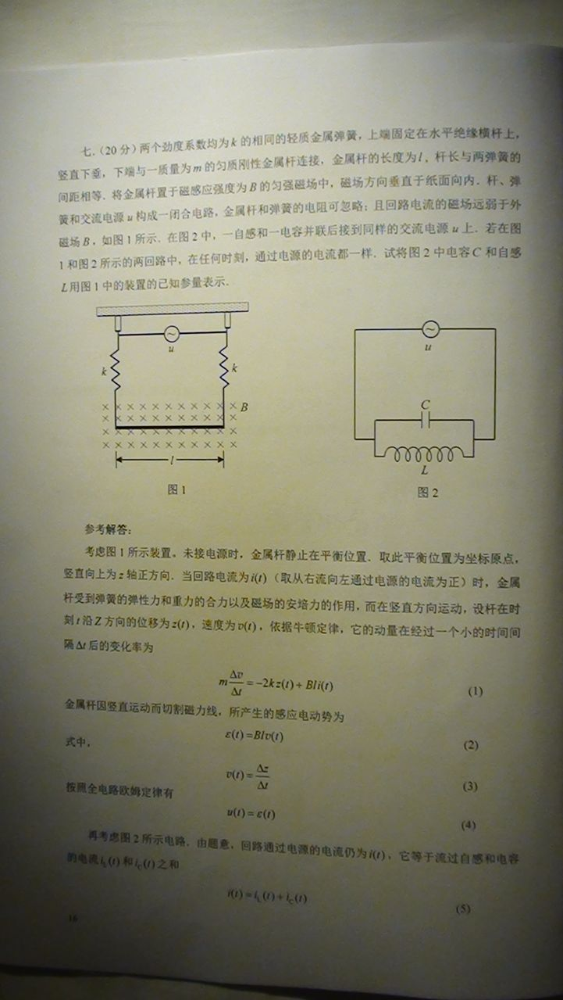 七.（20 分）两个劲度系数均为 k 的相同的轻质金属弹簧，上端固定在水平绝缘横杆上，
竖直下垂，下端与一质量为 m 的匀质刚性金属杆连接，金属杆的长度为 l，杆长与两弹簧的
间距相等．将金属杆置于磁感应强度为 B 的匀强磁场中，磁场方向垂直于纸面向内．杆、弹
簧和交流电源 u 构成一闭合电路，金属杆和弹簧的电阻可忽略；且回路电流的磁场远弱于外
磁场 B，如图 1 所示．在图 2 中，一自感和一电容并联后接到同样的交流电源 u 上．若在图
1 和图 2 所示的两回路中，在任何时刻，通过电源的电流都一样．试将图 2 中电容 C 和自感
L 用图 1 中的装置的已知参量表示．
~
u
k
k
B
l
图 1
~
u
C
L
图 2
参考解答：
考虑图 1 所示装置。未接电源时，金属杆静止在平衡位置．取此平衡位置为坐标原点，
竖直向上为 z 轴正方向．当回路电流为 i(t)（取从右流向左通过电源的电流为正）时，金属
杆受到弹簧的弹性力和重力的合力以及磁场的安培力的作用，而在竖直方向运动，设杆在时
刻 t 沿 Z 方向的位移为 z(t)，速度为 v(t)，依据牛顿定律，它的动量在经过一个小的时间间
隔 Δt 后的变化率为
m Δv/Δt = −2kz(t) + Bli(t) (1)
金属杆因竖直运动而切割磁力线，所产生的感应电动势为
ε(t) = Blv(t) (2)
式中，
v(t) = Δz/Δt (3)
按照全电路欧姆定律有
u(t) = ε(t) (4)
再考虑图 2 所示电路．由题意，回路通过电源的电流仍为 i(t)，它等于流过自感和电容
的电流 i_L(t) 和 i_C(t) 之和
i(t) = i_L(t) + i_C(t) (5)
16